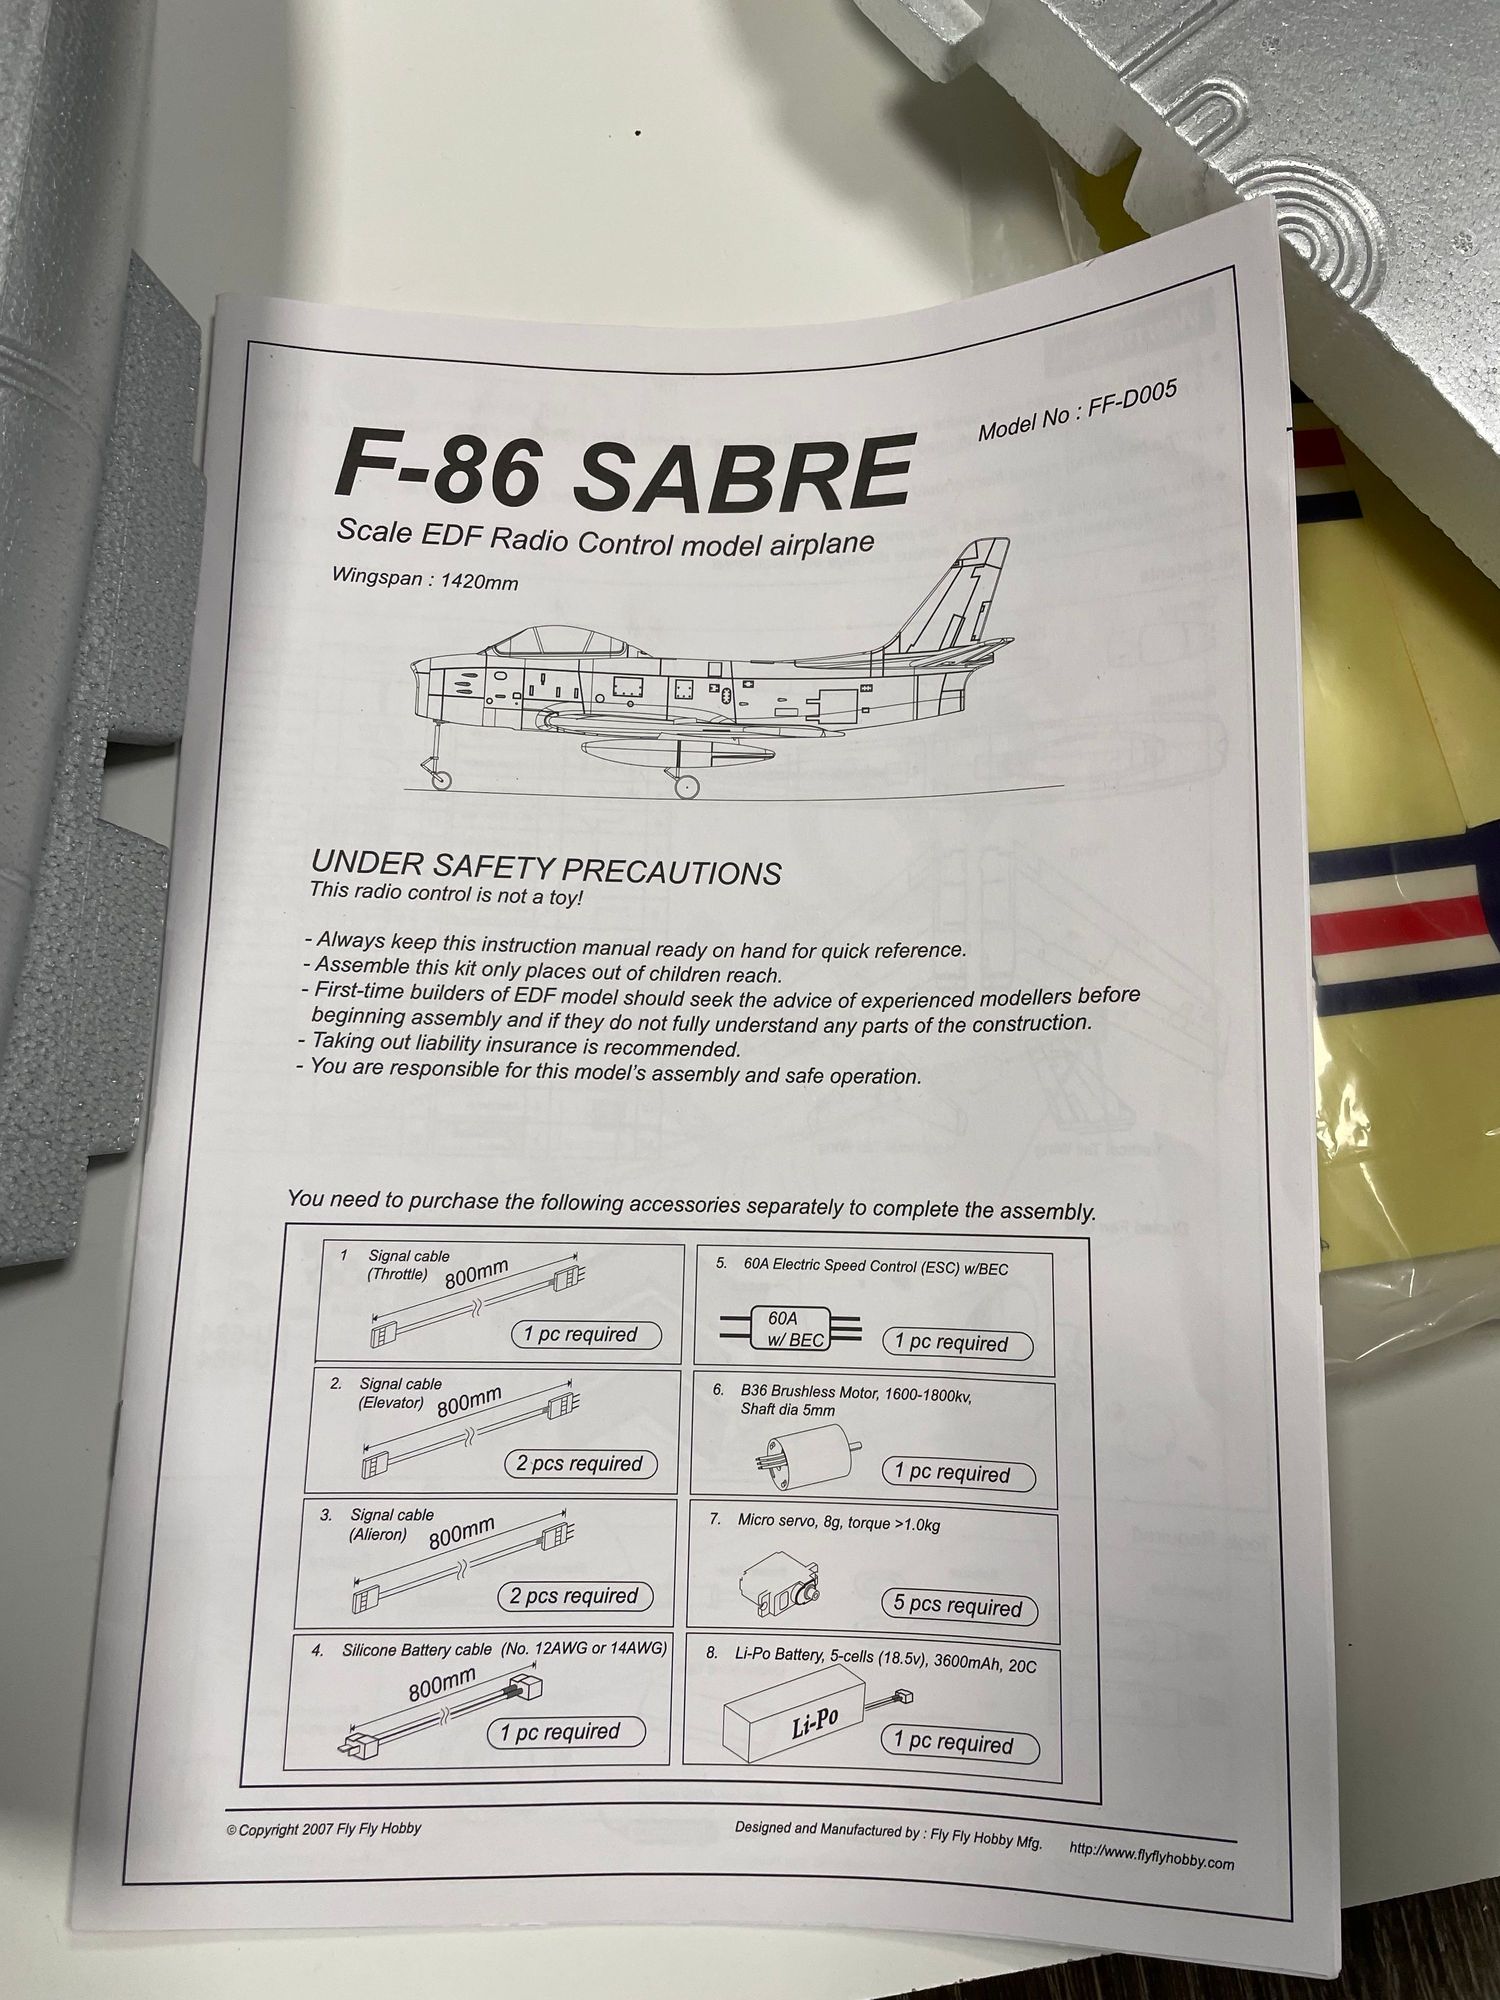 Model No : FF-D005
F-86 SABRE
Scale EDF Radio Control model airplane
Wingspan : 1420mm
UNDER SAFETY PRECAUTIONS
This radio control is not a toy!
- Always keep this instruction manual ready on hand for quick reference.
- Assemble this kit only places out of children reach.
- First-time builders of EDF model should seek the advice of experienced modellers before
beginning assembly and if they do not fully understand any parts of the construction.
- Taking out liability insurance is recommended.
- You are responsible for this model's assembly and safe operation.
You need to purchase the following accessories separately to complete the assembly.
1 Signal cable
(Throttle)
800mm
1 pc required
2. Signal cable
(Elevator)
800mm
2 pcs required
3. Signal cable
(Alieron)
800mm
2 pcs required
4. Silicone Battery cable (No. 12AWG or 14AWG)
800mm
1 pc required
5. 60A Electric Speed Control (ESC) w/BEC
60A
w/ BEC
1 pc required
6. B36 Brushless Motor, 1600-1800kv,
Shaft dia 5mm
1 pc required
7. Micro servo, 8g, torque >1.0kg
5 pcs required
8. Li-Po Battery, 5-cells (18.5v), 3600mAh, 20C
Li-Po
1 pc required
© Copyright 2007 Fly Fly Hobby
Designed and Manufactured by : Fly Fly Hobby Mfg. http://www.flyflyhobby.com